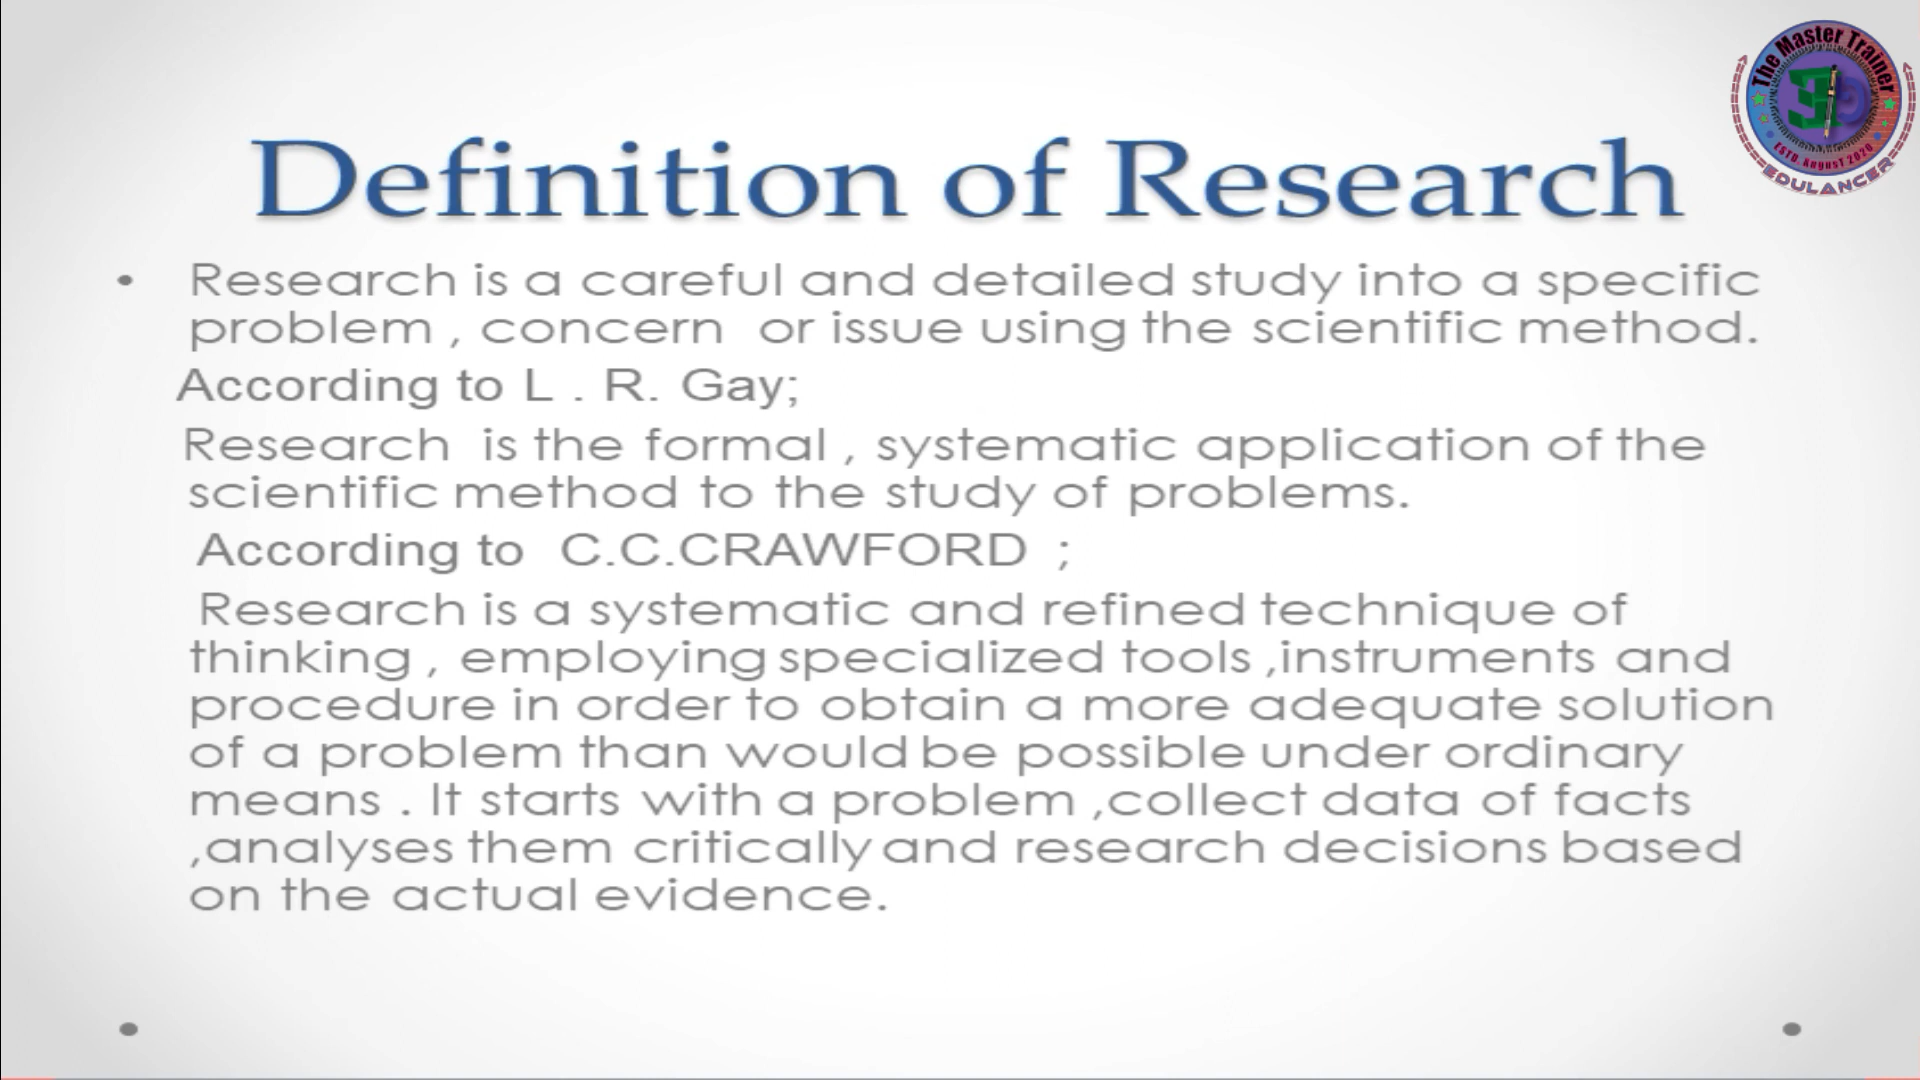 The Master Trainer
3D
ESTD. August 2020
EDULANCER
Definition of Research
• Research is a careful and detailed study into a specific
problem , concern or issue using the scientific method.
According to L . R. Gay;
Research is the formal , systematic application of the
scientific method to the study of problems.
According to C.C.CRAWFORD ;
Research is a systematic and refined technique of
thinking , employing specialized tools ,instruments and
procedure in order to obtain a more adequate solution
of a problem than would be possible under ordinary
means . It starts with a problem ,collect data of facts
,analyses them critically and research decisions based
on the actual evidence.